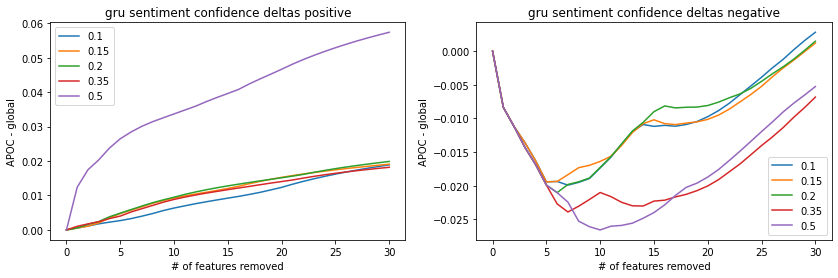 gru sentiment confidence deltas positive
APOC - global
0.06
0.05
0.04
0.03
0.02
0.01
0.00
0.1
0.15
0.2
0.35
0.5
0 5 10 15 20 25 30
# of features removed
gru sentiment confidence deltas negative
APOC - global
0.000
−0.005
−0.010
−0.015
−0.020
−0.025
0.1
0.15
0.2
0.35
0.5
0 5 10 15 20 25 30
# of features removed